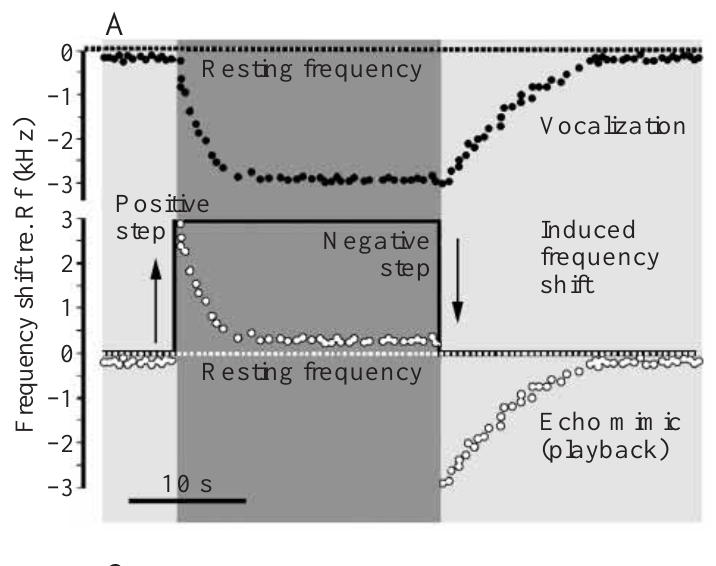 A
Frequency shift re. Rf (kHz)
0
Resting frequency
−1
Vocalization
−2
−3
Positive
step
3
Negative
step
Induced
frequency
shift
2
1
0
Resting frequency
−1
Echo mimic
(playback)
−2
−3
10 s